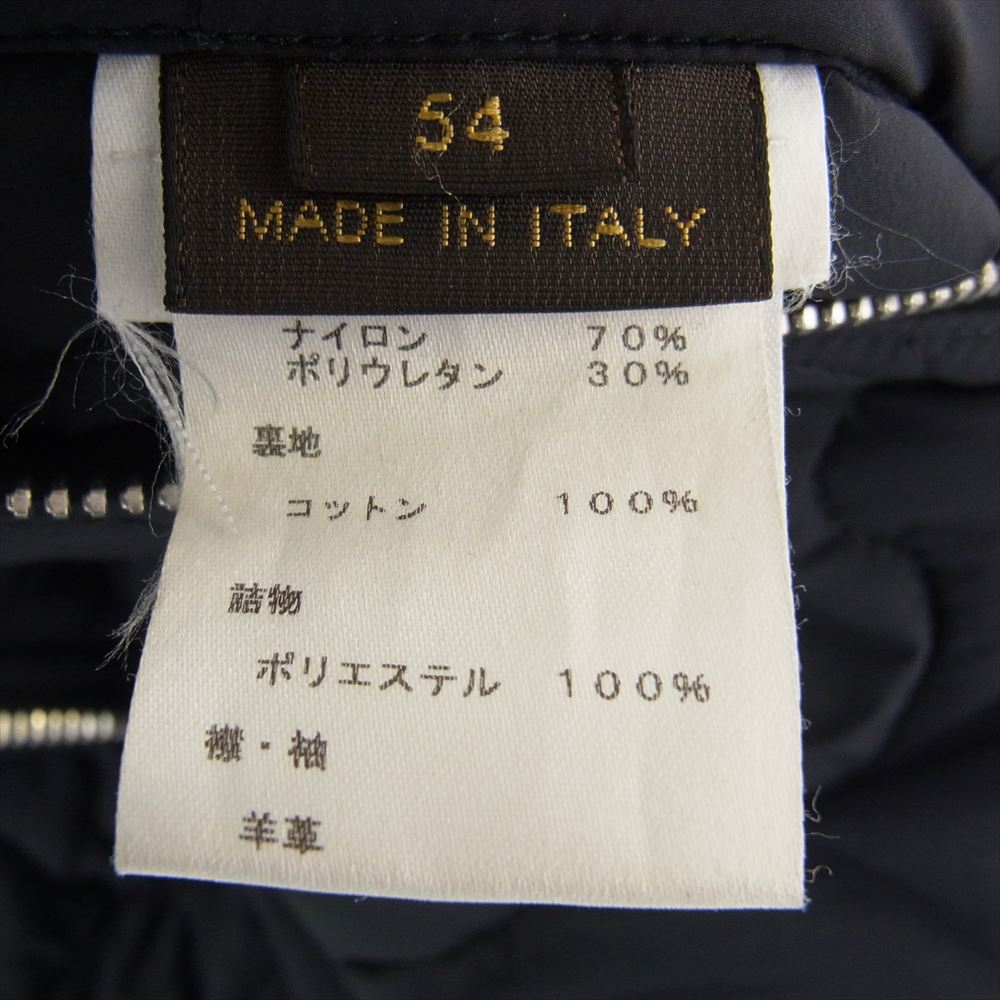 54
MADE IN ITALY
ナイロン 70%
ポリウレタン 30%
裏地
コットン 100%
詰物
ポリエステル 100%
襟・袖
羊革